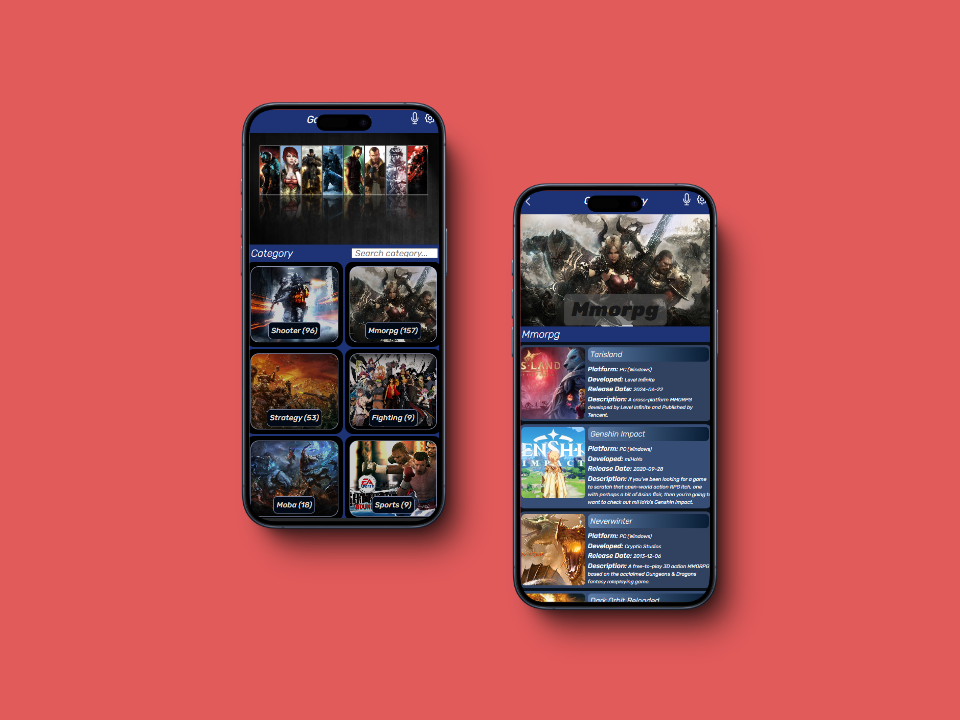 Category
Search category...
Shooter (96)
Mmorpg (157)
Strategy (53)
Fighting (9)
Moba (18)
EA
SPORTS
Sports (9)
Mmorpg
Mmorpg
Tarisland
Platform: PC (Windows)
Developed: Level Infinite
Release Date: 2024-06-22
Description: A cross-platform MMORPG
developed by Level Infinite and Published by
Tencent.
Genshin Impact
Platform: PC (Windows)
Developed: miHoYo
Release Date: 2020-09-28
Description: If you've been looking for a game
to scratch that open-world action RPG itch, one
with perhaps a bit of Asian flair, then you're going to
want to check out miHoYo's Genshin Impact.
IMPACT
Neverwinter
Platform: PC (Windows)
Developed: Cryptic Studios
Release Date: 2013-12-06
Description: A free-to-play 3D action MMORPG
based on the acclaimed Dungeons & Dragons
fantasy roleplaying game.
Dark Orbit Reloaded